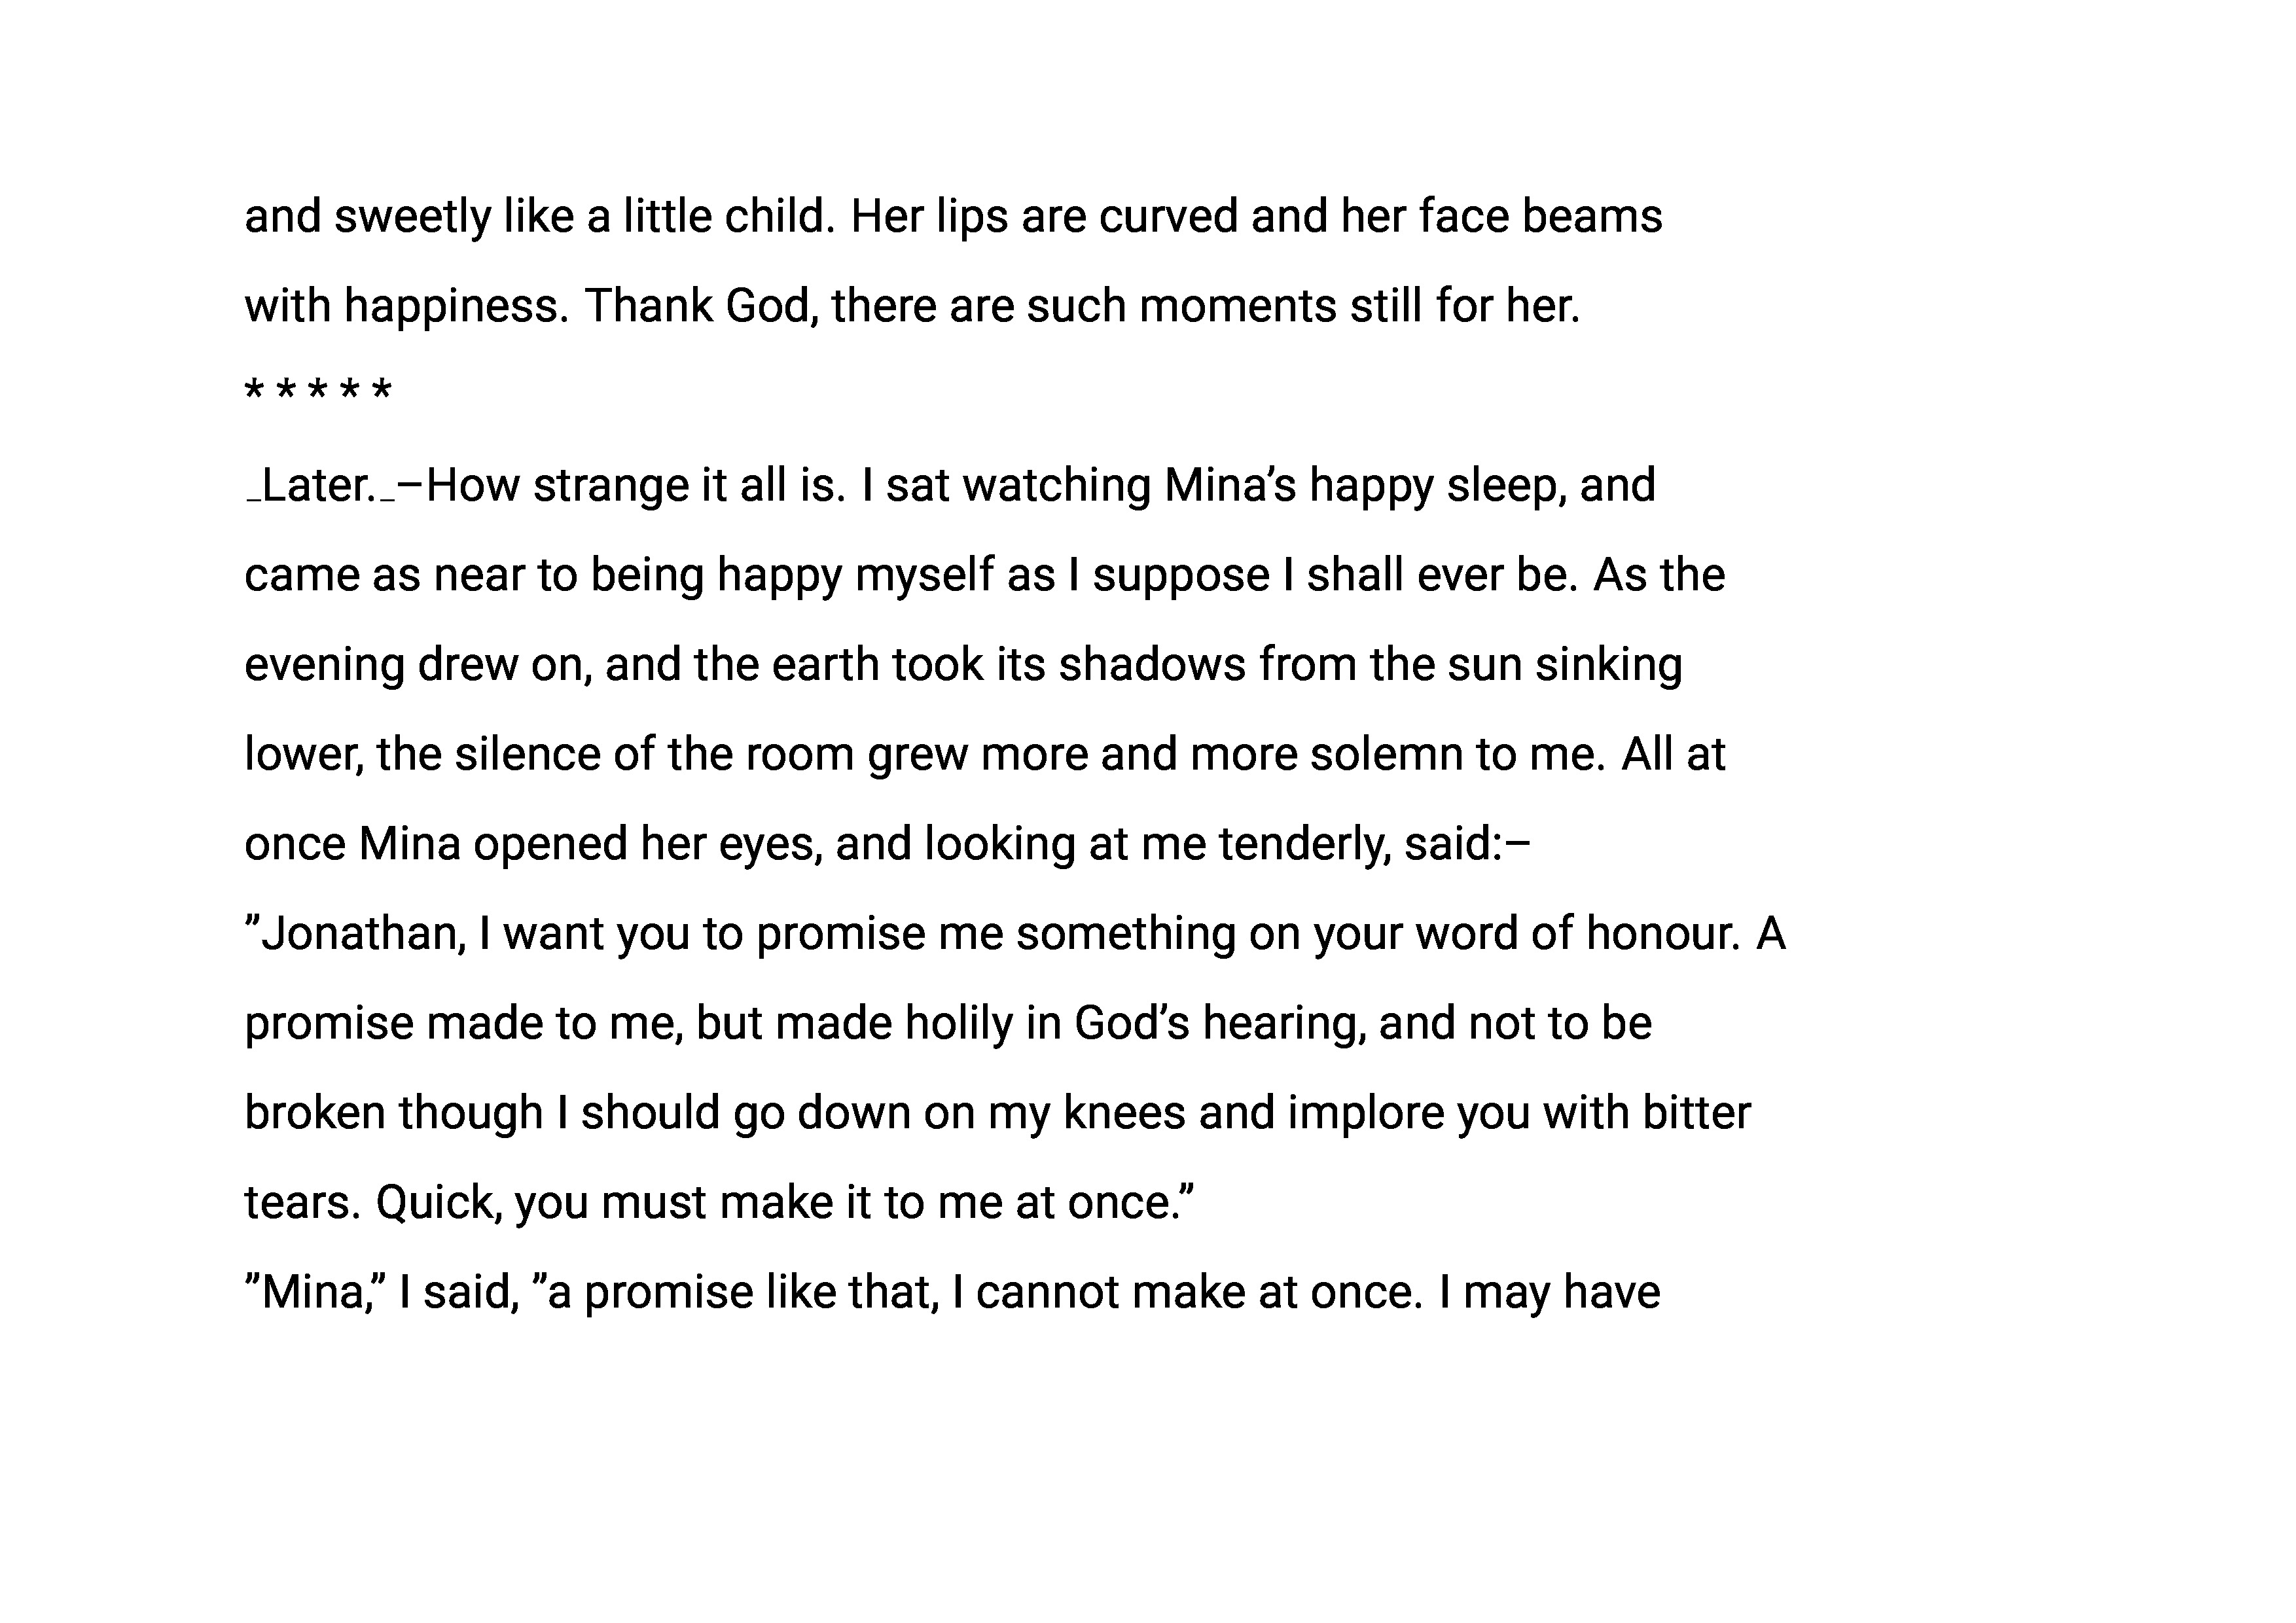 and sweetly like a little child. Her lips are curved and her face beams
with happiness. Thank God, there are such moments still for her.
* * * * *
_Later._–How strange it all is. I sat watching Mina’s happy sleep, and
came as near to being happy myself as I suppose I shall ever be. As the
evening drew on, and the earth took its shadows from the sun sinking
lower, the silence of the room grew more and more solemn to me. All at
once Mina opened her eyes, and looking at me tenderly, said:–
”Jonathan, I want you to promise me something on your word of honour. A
promise made to me, but made holily in God’s hearing, and not to be
broken though I should go down on my knees and implore you with bitter
tears. Quick, you must make it to me at once.”
”Mina,” I said, ”a promise like that, I cannot make at once. I may have